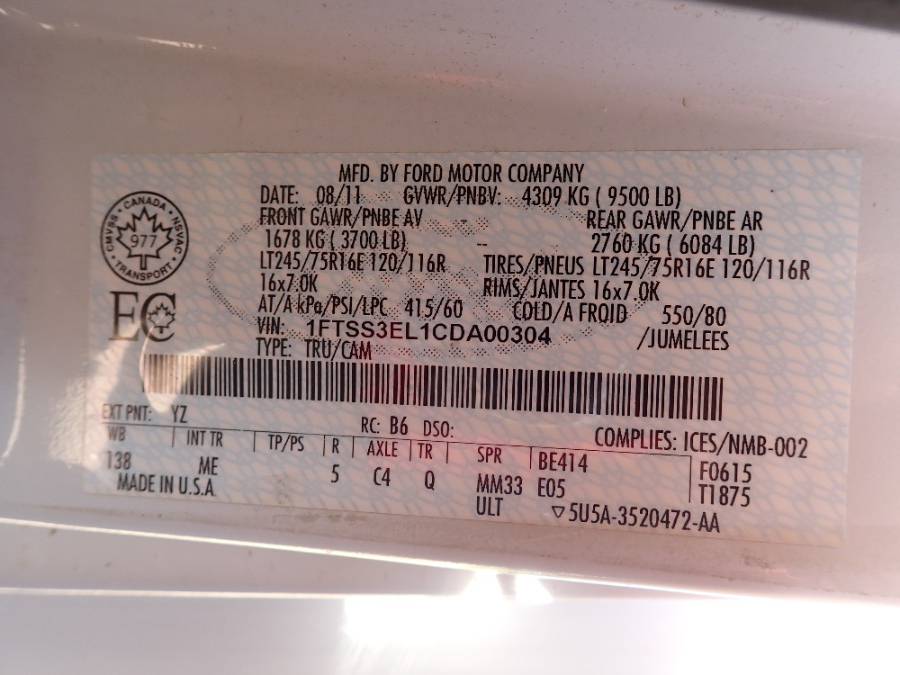 MFD. BY FORD MOTOR COMPANY
DATE: 08/11 GVWR/PNBV: 4309 KG ( 9500 LB)
FRONT GAWR/PNBE AV - REAR GAWR/PNBE AR
1678 KG ( 3700 LB) -- 2760 KG ( 6084 LB)
LT245/75R16E 120/116R TIRES/PNEUS LT245/75R16E 120/116R
16x7.0K RIMS/JANTES 16x7.0K
AT/A kPa/PSI/LPC 415/60 COLD/A FROID 550/80
VIN: 1FTSS3EL1CDA00304 /JUMELEES
TYPE: TRU/CAM
CMVSS • CANADA • NSVAC • TRANSPORT •
977
EC
EXT PNT: YZ RC: B6 DSO: COMPLIES: ICES/NMB-002
WB INT TR TP/PS R AXLE TR SPR BE414 F0615
138 ME 5 C4 Q MM33 E05 T1875
MADE IN U.S.A. ULT ▽5U5A-3520472-AA